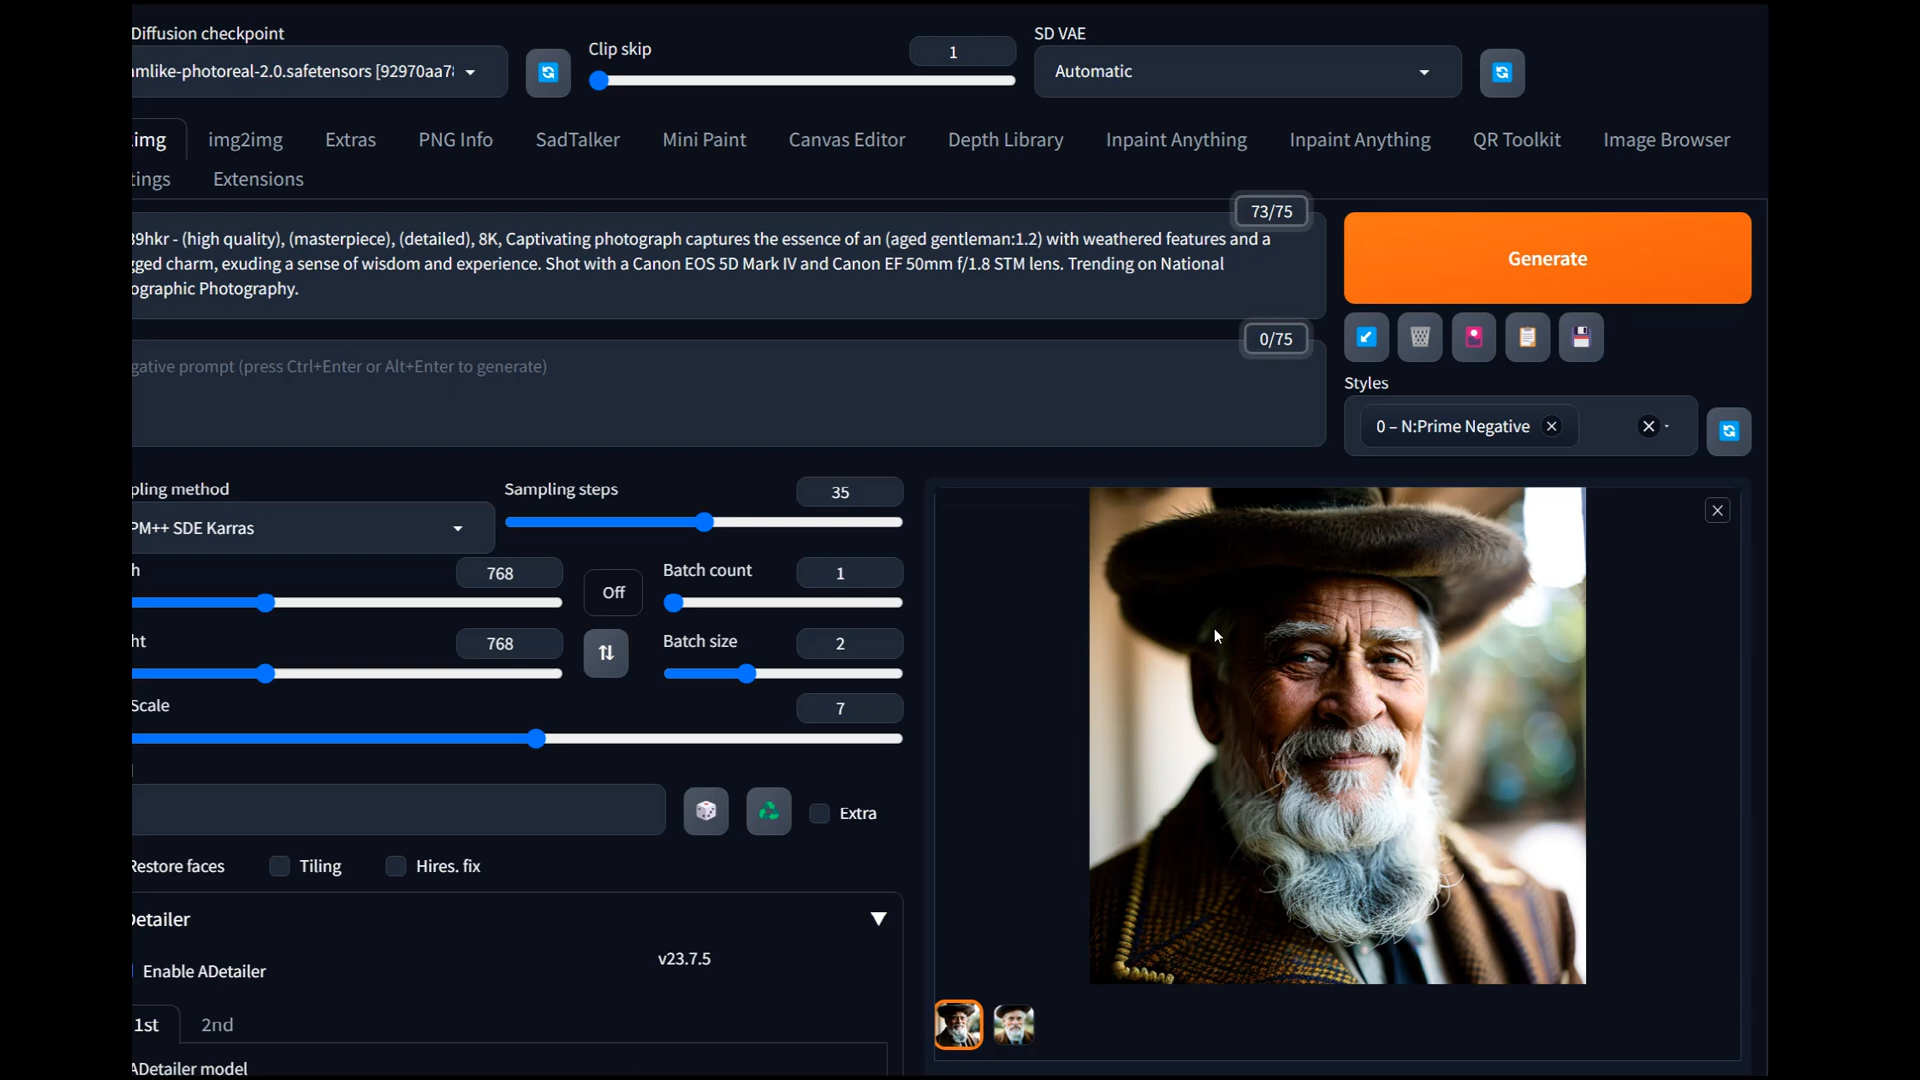 Diffusion checkpoint
Clip skip
1
SD VAE
mlike-photoreal-2.0.safetensors [92970aa7
Automatic
img
img2img
Extras
PNG Info
SadTalker
Mini Paint
Canvas Editor
Depth Library
Inpaint Anything
Inpaint Anything
QR Toolkit
Image Browser
tings
Extensions
73/75
39hkr - (high quality), (masterpiece), (detailed), 8K, Captivating photograph captures the essence of an (aged gentleman:1.2) with weathered features and a
gged charm, exuding a sense of wisdom and experience. Shot with a Canon EOS 5D Mark IV and Canon EF 50mm f/1.8 STM lens. Trending on National
ographic Photography.
Generate
0/75
gative prompt (press Ctrl+Enter or Alt+Enter to generate)
Styles
0 – N:Prime Negative
pling method
Sampling steps
35
PM++ SDE Karras
h
768
Off
Batch count
1
ht
768
Batch size
2
Scale
7
Extra
Restore faces
Tiling
Hires. fix
Detailer
Enable ADetailer
v23.7.5
1st
2nd
ADetailer model